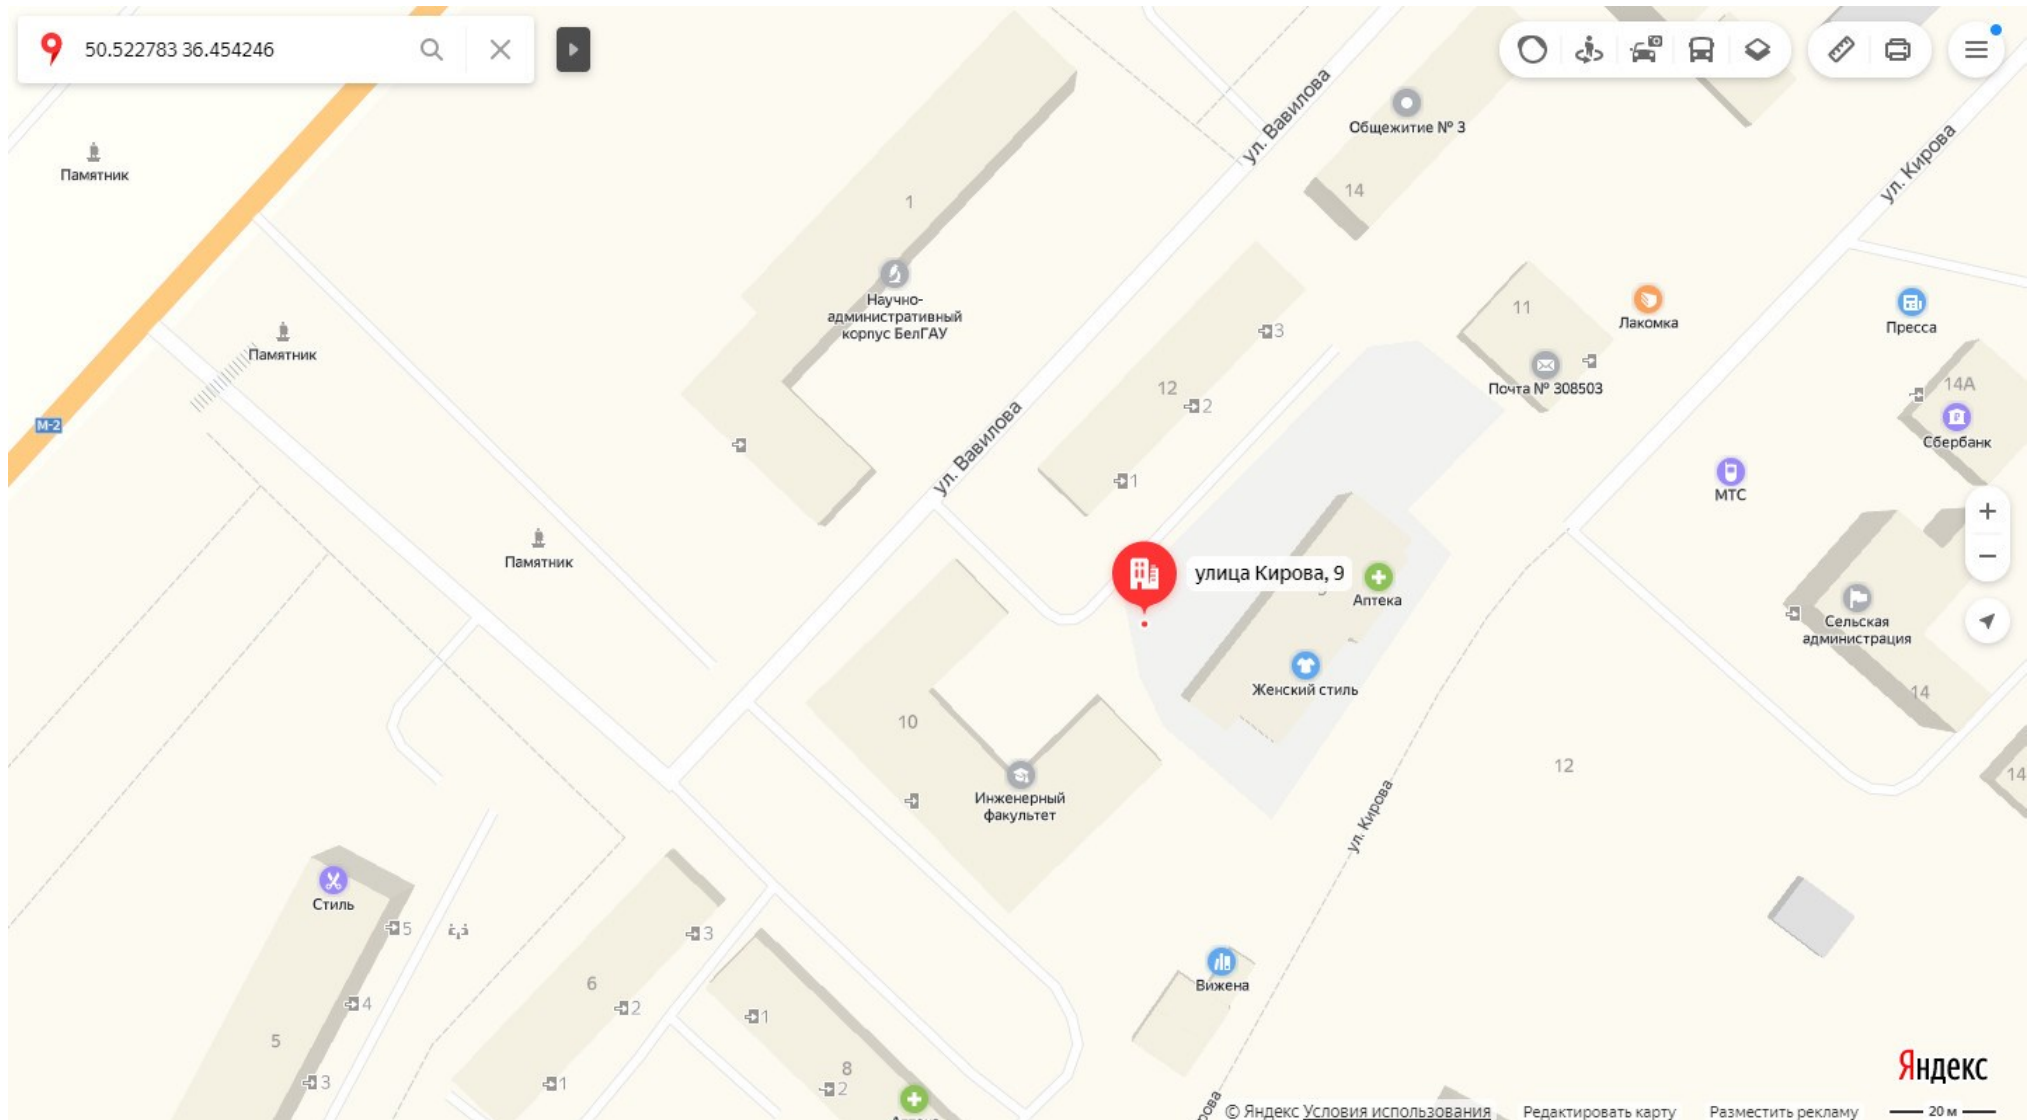 50.522783 36.454246
Памятник
ул. Вавилова
Общежитие № 3
14
ул. Кирова
1
Научно-
административный
корпус БелГАУ
Памятник
М-2
11
Лакомка
Почта № 308503
Пресса
14А
Сбербанк
3
12
2
1
ул. Вавилова
МТС
Памятник
улица Кирова, 9
Аптека
Женский стиль
Сельская
администрация
14
10
Инженерный
факультет
12
ул. Кирова
14
Стиль
5
4
5
3
3
6
2
1
1
8
2
Вижена
Яндекс
© Яндекс Условия использования
Редактировать карту
Разместить рекламу
20 м